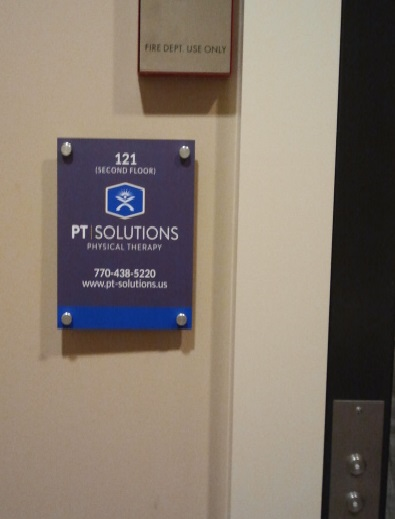 FIRE DEPT. USE ONLY
121
(SECOND FLOOR)
PT | SOLUTIONS
PHYSICAL THERAPY
770-438-5220
www.pt-solutions.us